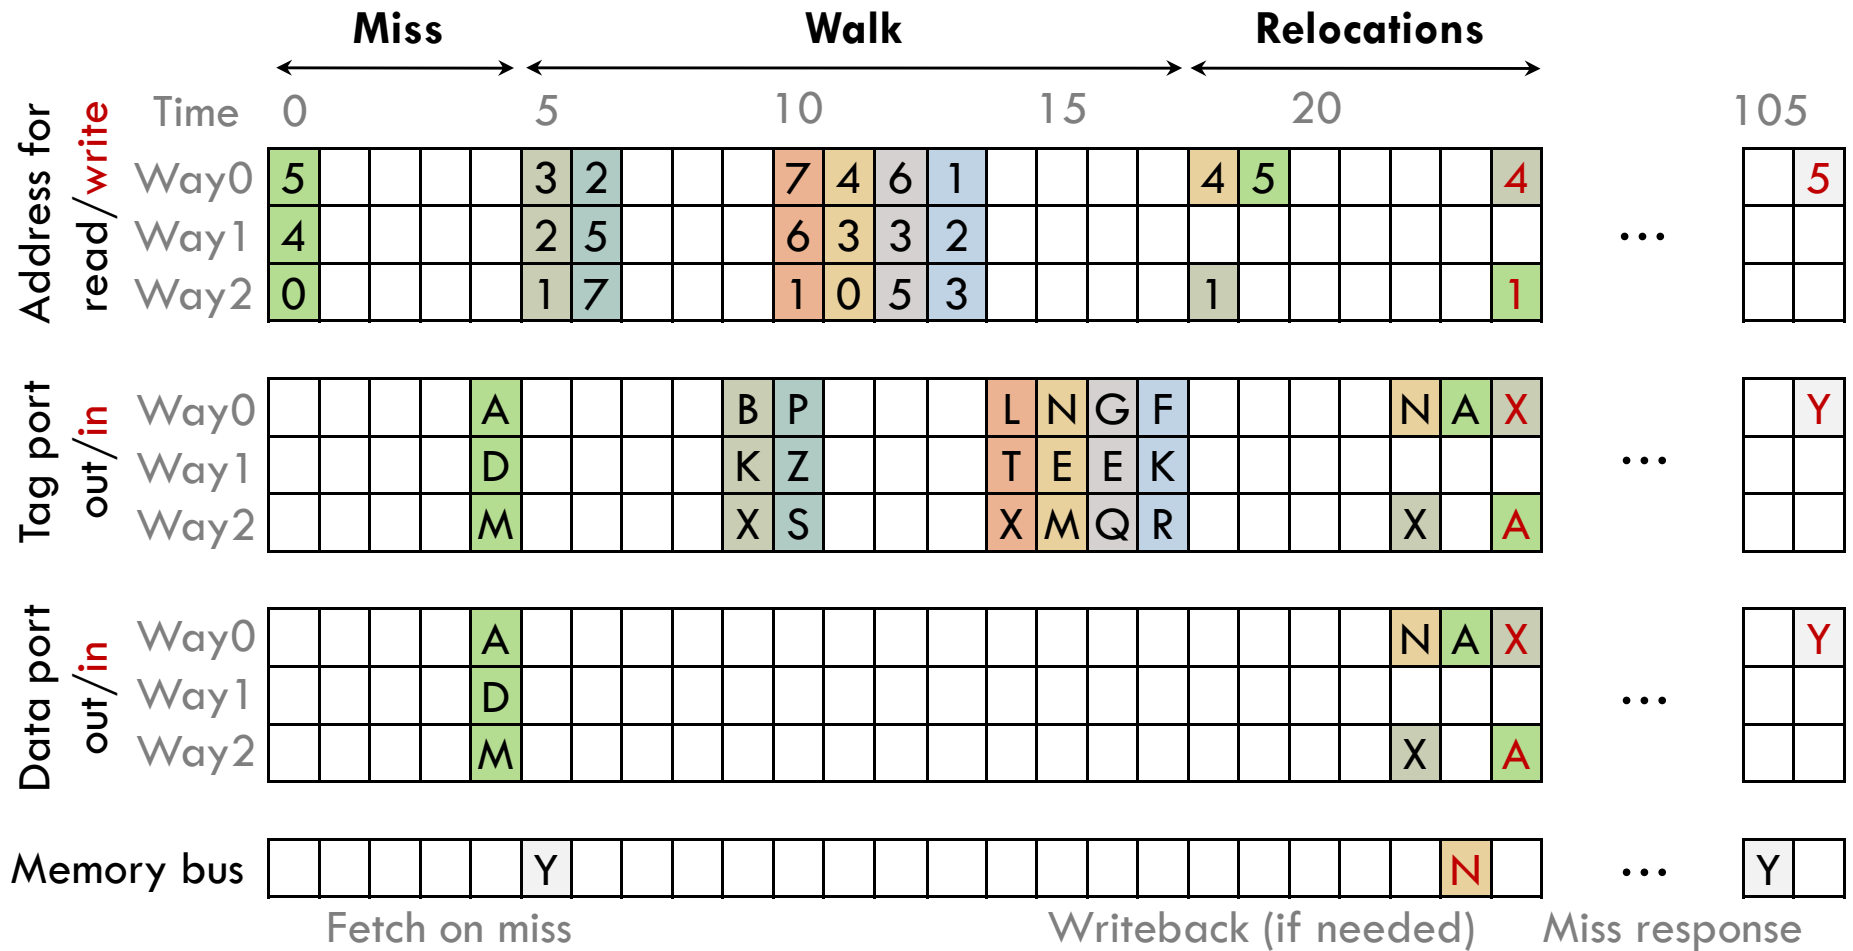 Miss Walk Relocations
Time 0 5 10 15 20 105
Address for
read/write
Way0 5 3 2 7 4 6 1 4 5 4 5
Way1 4 2 5 6 3 3 2 ...
Way2 0 1 7 1 0 5 3 1 1
Tag port
out/in
Way0 A B P L N G F N A X Y
Way1 D K Z T E E K ...
Way2 M X S X M Q R X A
Data port
out/in
Way0 A N A X Y
Way1 D ...
Way2 M X A
Memory bus Y N ... Y
Fetch on miss Writeback (if needed) Miss response